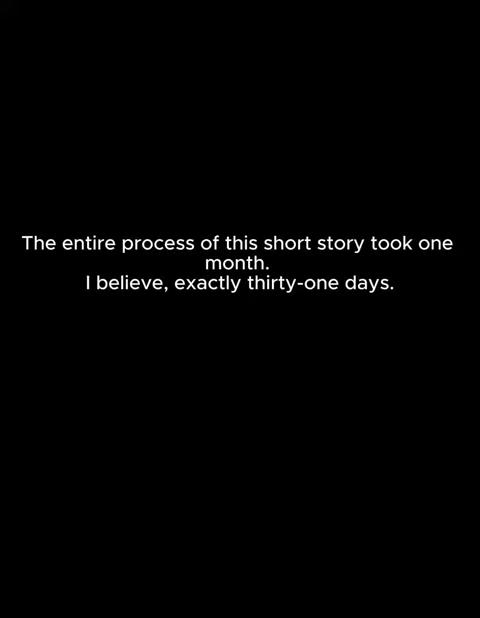 The entire process of this short story took one
month.
I believe, exactly thirty-one days.